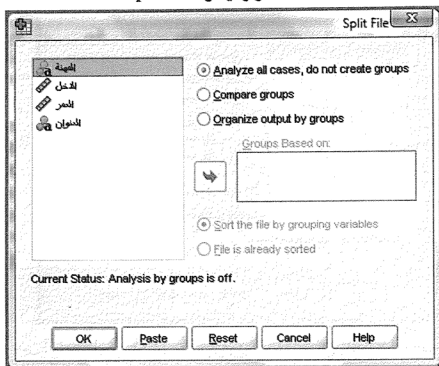 Split File
المهنة
الدخل
العمر
العنوان
Analyze all cases, do not create groups
Compare groups
Organize output by groups
Groups Based on:
Sort the file by grouping variables
File is already sorted
Current Status: Analysis by groups is off.
OK
Paste
Reset
Cancel
Help